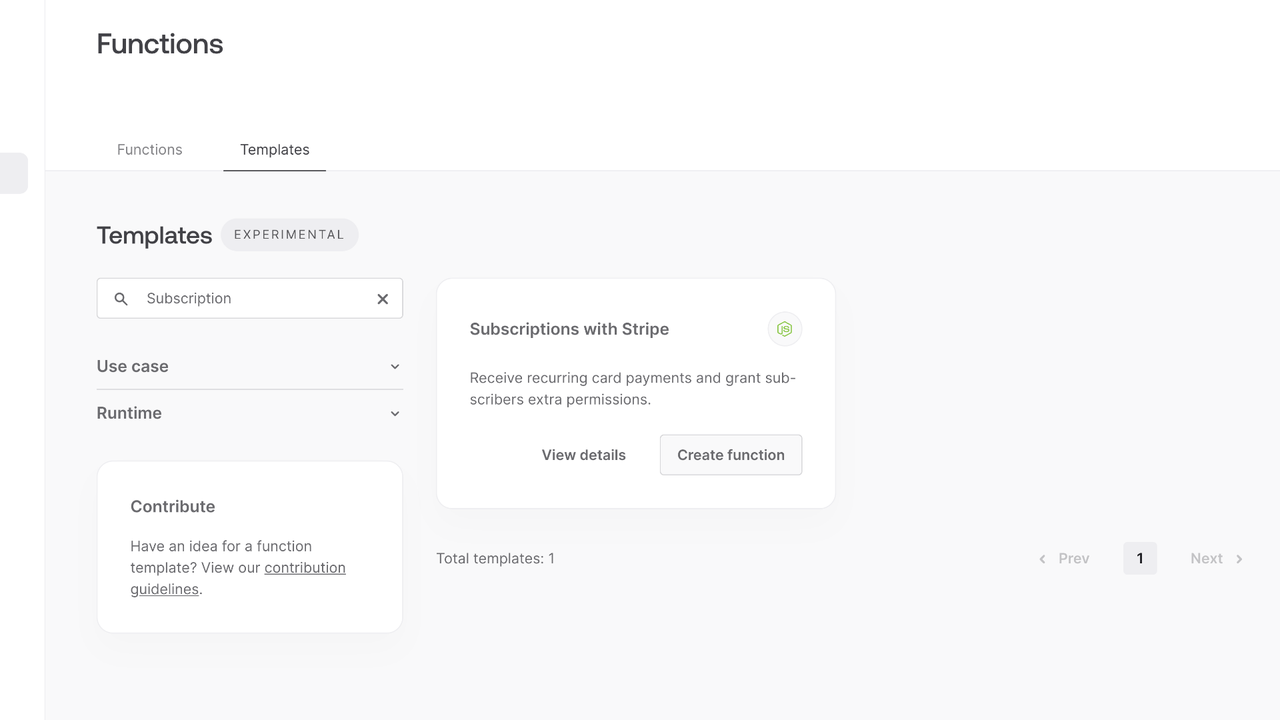 Functions
Functions
Templates
Templates
EXPERIMENTAL
Subscription
Use case
Runtime
Contribute
Have an idea for a function
template? View our contribution
guidelines.
Subscriptions with Stripe
JS
Receive recurring card payments and grant sub-
scribers extra permissions.
View details
Create function
Total templates: 1
Prev
1
Next